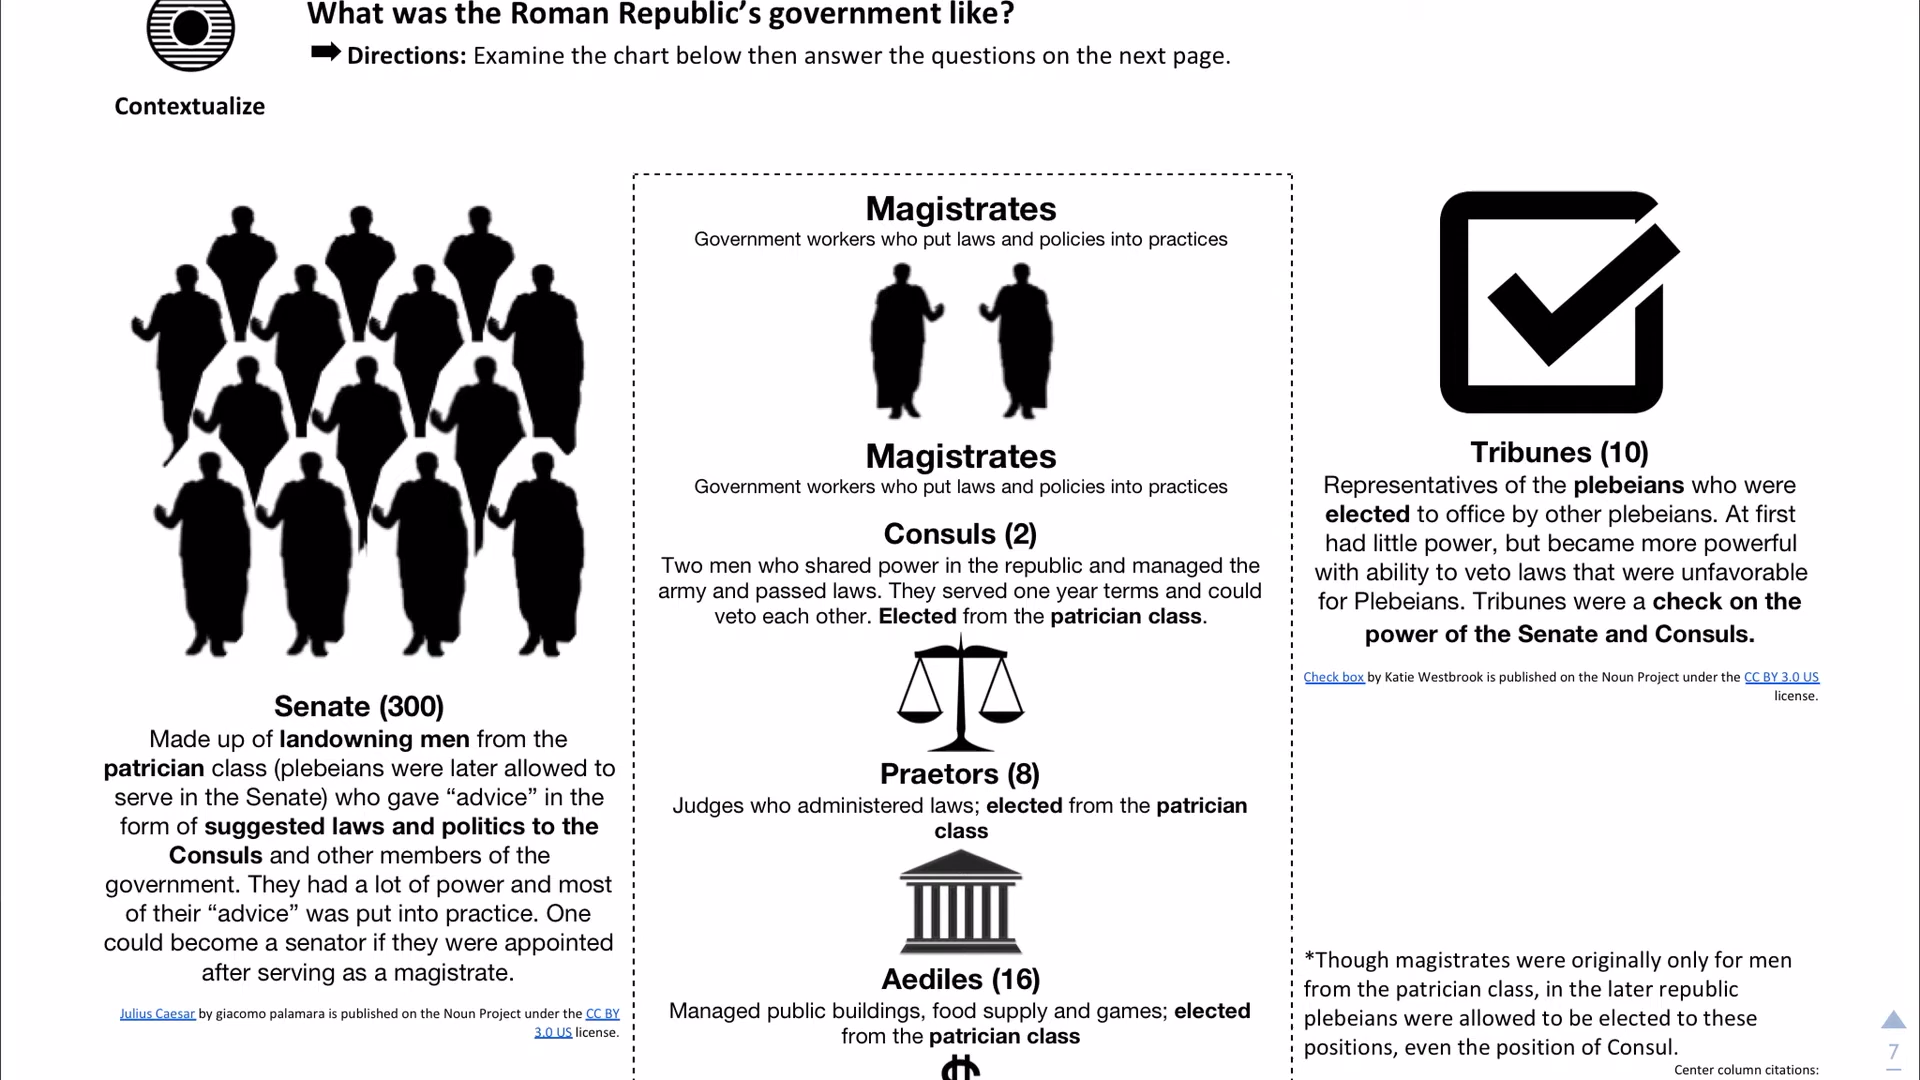 What was the Roman Republic's government like?
➡ Directions: Examine the chart below then answer the questions on the next page.
Contextualize
Senate (300)
Made up of landowning men from the
patrician class (plebeians were later allowed to
serve in the Senate) who gave “advice” in the
form of suggested laws and politics to the
Consuls and other members of the
government. They had a lot of power and most
of their “advice” was put into practice. One
could become a senator if they were appointed
after serving as a magistrate.
Julius Caesar by giacomo palamara is published on the Noun Project under the CC BY
3.0 US license.
Magistrates
Government workers who put laws and policies into practices
Magistrates
Government workers who put laws and policies into practices
Consuls (2)
Two men who shared power in the republic and managed the
army and passed laws. They served one year terms and could
veto each other. Elected from the patrician class.
Praetors (8)
Judges who administered laws; elected from the patrician
class
Aediles (16)
Managed public buildings, food supply and games; elected
from the patrician class
Tribunes (10)
Representatives of the plebeians who were
elected to office by other plebeians. At first
had little power, but became more powerful
with ability to veto laws that were unfavorable
for Plebeians. Tribunes were a check on the
power of the Senate and Consuls.
Check box by Katie Westbrook is published on the Noun Project under the CC BY 3.0 US
license.
*Though magistrates were originally only for men
from the patrician class, in the later republic
plebeians were allowed to be elected to these
positions, even the position of Consul.
Center column citations:
7